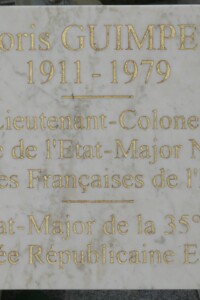 oris GUIMPE
1911 - 1979
Lieutenant-Colone
de l'Etat-Major N
es Françaises de l'
at-Major de la 35°
ée Républicaine E